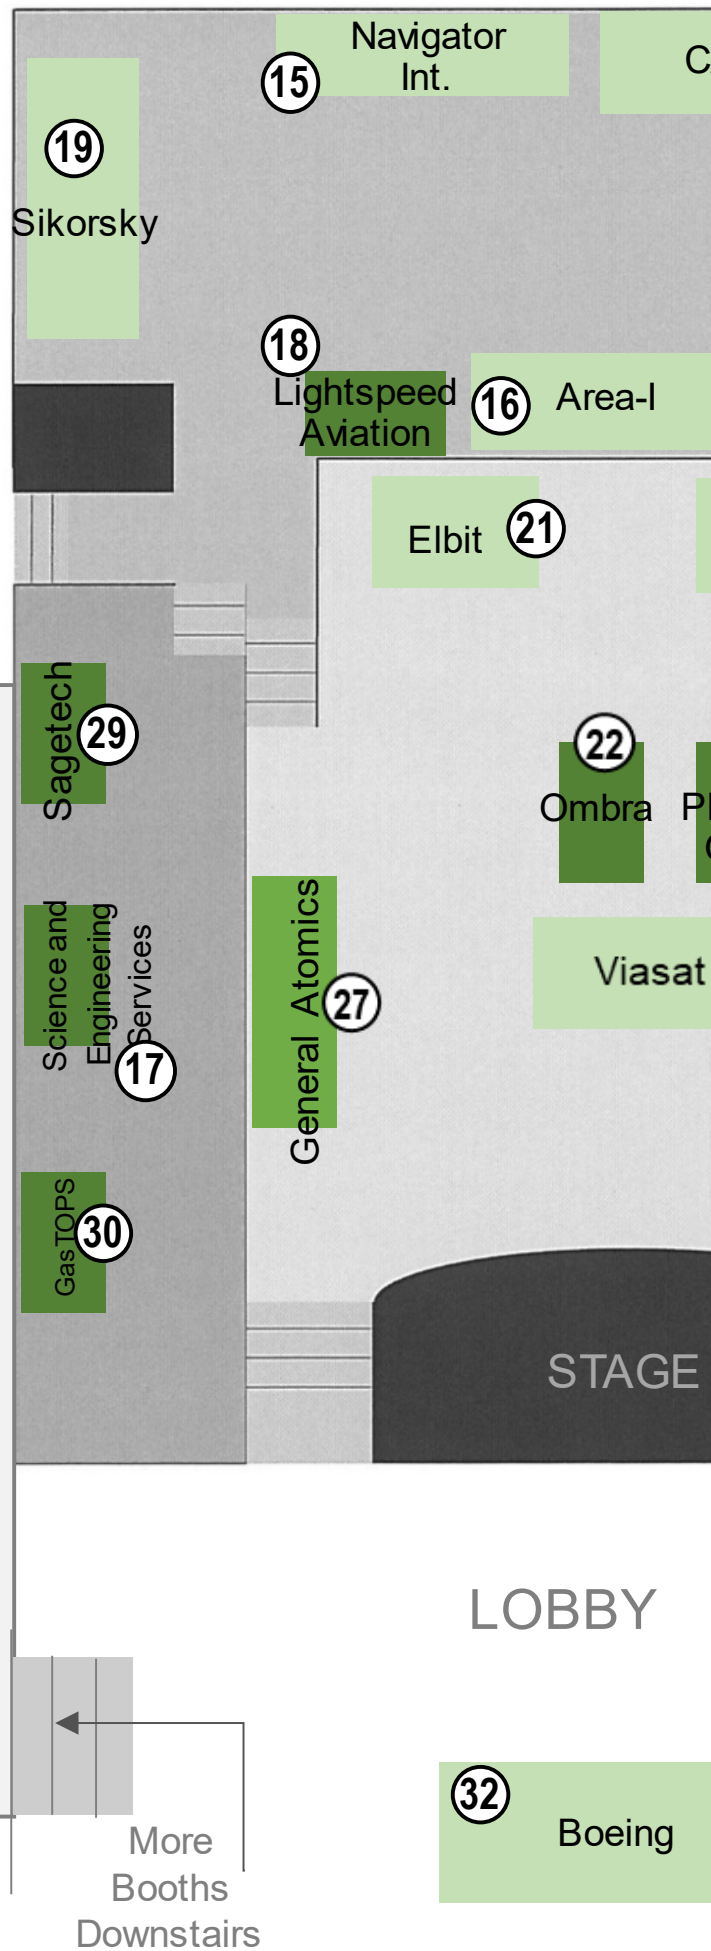 Navigator
Int.
15
C
19
Sikorsky
18
Lightspeed
Aviation
16
Area-I
Elbit
21
Sagetech
29
22
Ombra
Pl
C
Science and
Engineering
Services
17
General Atomics
27
Viasat
GasTOPS
30
STAGE
LOBBY
32
Boeing
More
Booths
Downstairs